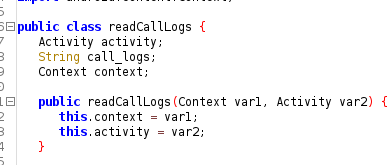 public class readCallLogs {
Activity activity;
String call_logs;
Context context;
public readCallLogs(Context var1, Activity var2) {
this.context = var1;
this.activity = var2;
}